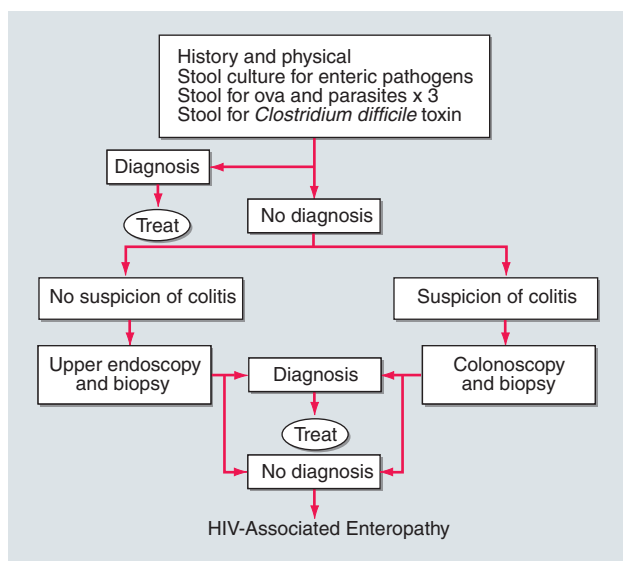 History and physical
Stool culture for enteric pathogens
Stool for ova and parasites x 3
Stool for Clostridium difficile toxin
Diagnosis
Treat
No diagnosis
No suspicion of colitis
Suspicion of colitis
Upper endoscopy
and biopsy
Diagnosis
Colonoscopy
and biopsy
Treat
No diagnosis
HIV-Associated Enteropathy